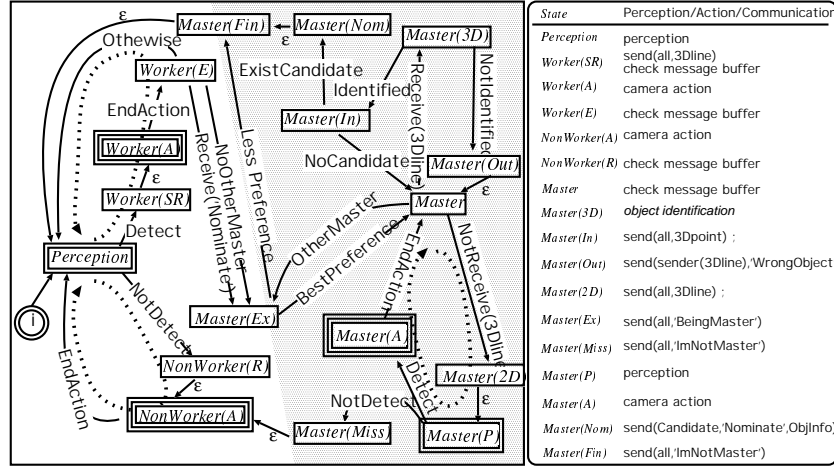 ε
Master(Fin)
ε
Master(Nom)
Othewise
Worker(E)
Master(3D)
ExistCandidate
Identified
Receive(3Dline)
NotIdentified
EndAction
Master(In)
Worker(A)
NoCandidate
Master(Out)
ε
Worker(SR)
ε
Master
Detect
Receive('Nominate')
NoOtherMaster
Less Preference
OtherMaster
BestPreference
Perception
EndAction
NotReceive(3Dline
i
NotDetect
Master(Ex)
Master(A)
EndAction
NonWorker(R)
Master(2D)
ε
Detect
ε
NotDetect
NonWorker(A)
ε
Master(Miss)
Master(P)
State Perception/Action/Communication
Perception perception
Worker(SR) send(all,3Dline)
check message buffer
Worker(A) camera action
Worker(E) check message buffer
NonWorker(A) camera action
NonWorker(R) check message buffer
Master check message buffer
Master(3D) object identification
Master(In) send(all,3Dpoint) ;
Master(Out) send(sender(3Dline),'WrongObject
Master(2D) send(all,3Dline) ;
Master(Ex) send(all,'BeingMaster')
Master(Miss) send(all,'ImNotMaster')
Master(P) perception
Master(A) camera action
Master(Nom) send(Candidate,'Nominate',ObjInfo)
Master(Fin) send(all,'ImNotMaster')